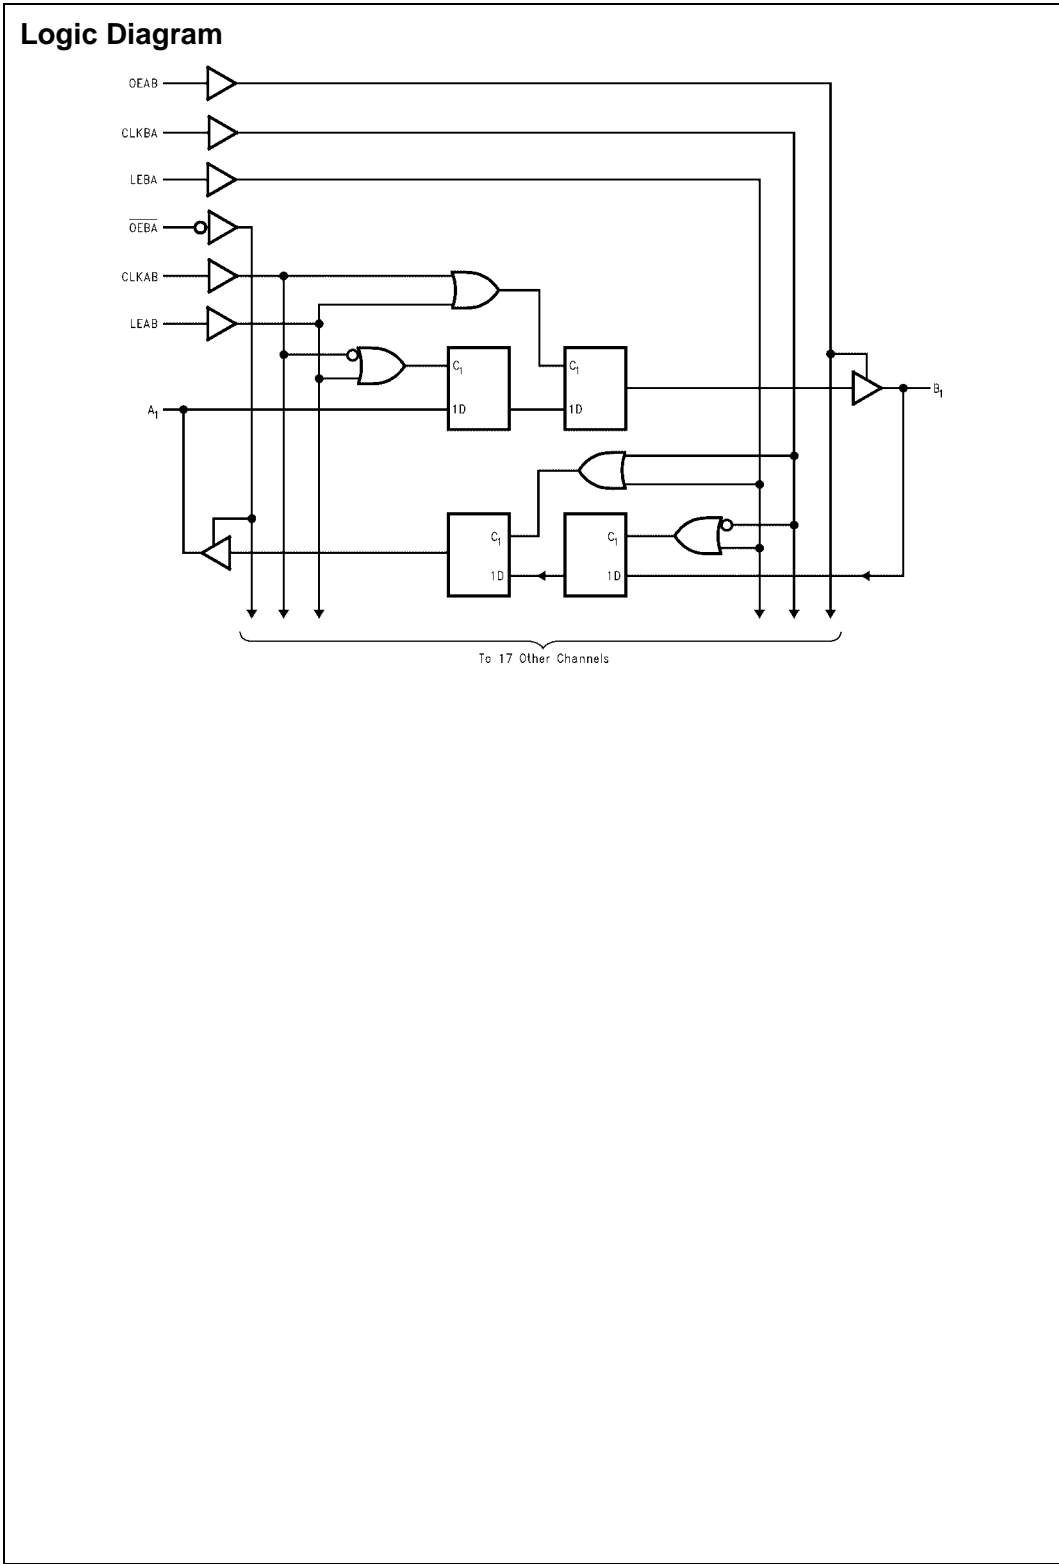 Logic Diagram
OEAB
CLKBA
LEBA
O̅E̅B̅A̅
CLKAB
LEAB
C₁
C₁
A₁
1D
1D
B₁
C₁
C₁
1D
1D
To 17 Other Channels